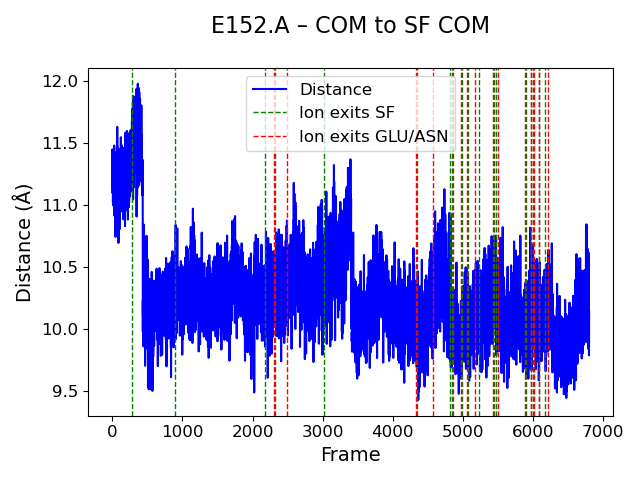 E152.A – COM to SF COM
Distance
Ion exits SF
Ion exits GLU/ASN
Distance (Å)
12.0
11.5
11.0
10.5
10.0
9.5
0 1000 2000 3000 4000 5000 6000 7000
Frame